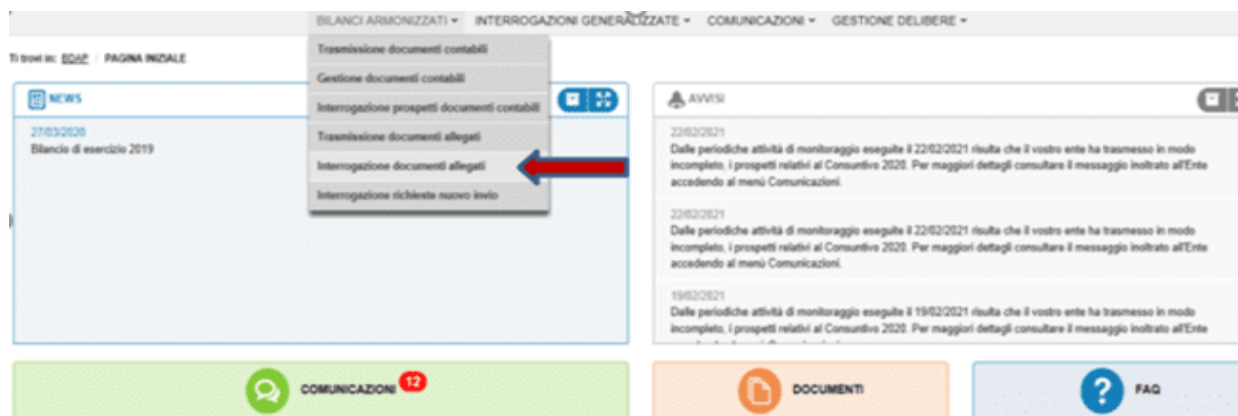 BILANCI ARMONIZZATI INTERROGAZIONI GENERALIZZATE COMUNICAZIONI GESTIONE DELIBERE
Ti trovi in: BDAP / PAGINA INIZIALE
Trasmissione documenti contabili
Gestione documenti contabili
Interrogazione prospetti documenti contabili
Trasmissione documenti allegati
Interrogazione documenti allegati
Interrogazione richieste nuovo invio
NEWS
27/03/2020
Bilancio di esercizio 2019
AVVISI
22/02/2021
Dalle periodiche attività di monitoraggio eseguite il 22/02/2021 risulta che il vostro ente ha trasmesso in modo
incompleto, i prospetti relativi al Consuntivo 2020. Per maggiori dettagli consultare il messaggio inoltrato all'Ente
accedendo al menù Comunicazioni.
22/02/2021
Dalle periodiche attività di monitoraggio eseguite il 22/02/2021 risulta che il vostro ente ha trasmesso in modo
incompleto, i prospetti relativi al Consuntivo 2020. Per maggiori dettagli consultare il messaggio inoltrato all'Ente
accedendo al menù Comunicazioni.
19/02/2021
Dalle periodiche attività di monitoraggio eseguite il 19/02/2021 risulta che il vostro ente ha trasmesso in modo
incompleto, i prospetti relativi al Consuntivo 2020. Per maggiori dettagli consultare il messaggio inoltrato all'Ente
COMUNICAZIONI 12
DOCUMENTI
? FAQ